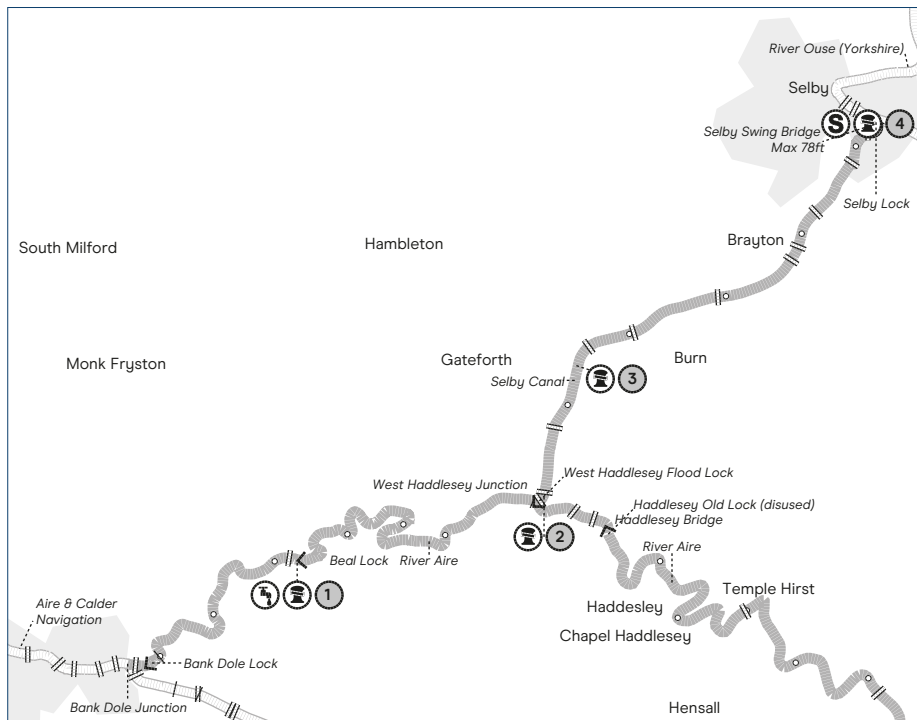 River Ouse (Yorkshire)
Selby
S
4
Selby Swing Bridge
Max 78ft
Selby Lock
Brayton
Hambleton
South Milford
Monk Fryston
Gateforth
Burn
Selby Canal
3
West Haddlesey Junction
West Haddlesey Flood Lock
Haddlesey Old Lock (disused)
Haddlesey Bridge
2
River Aire
Beal Lock
River Aire
1
Temple Hirst
Haddesley
Chapel Haddlesey
Aire & Calder
Navigation
Bank Dole Lock
Bank Dole Junction
Hensall